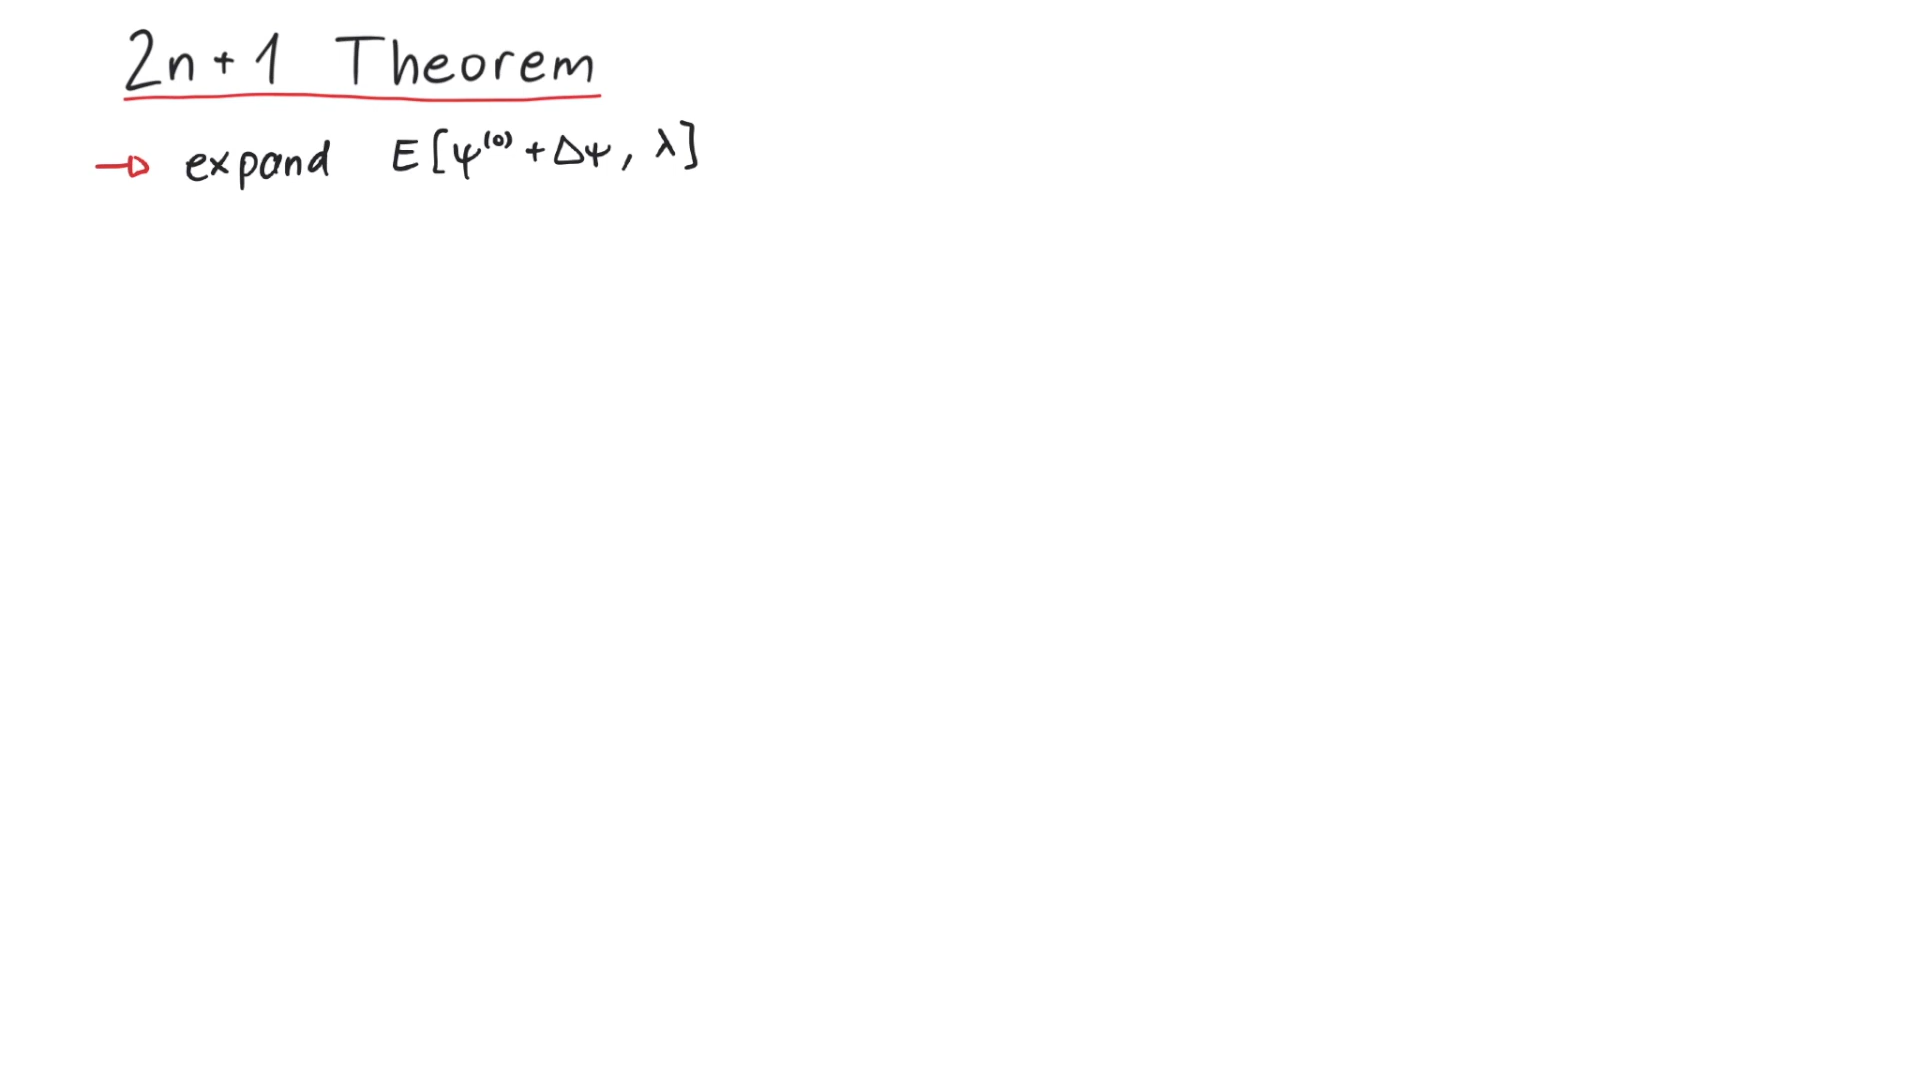 2n + 1 Theorem
→ expand E[ψ⁽⁰⁾ + Δψ, λ]